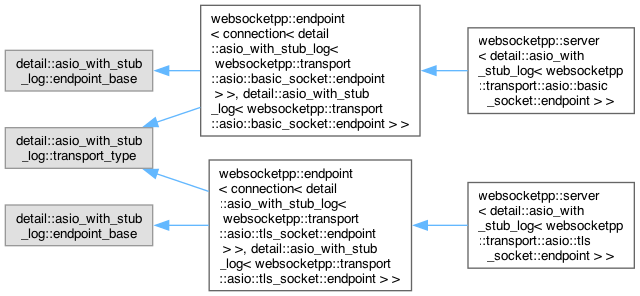 detail::asio_with_stub
_log::endpoint_base
detail::asio_with_stub
_log::transport_type
detail::asio_with_stub
_log::endpoint_base
websocketpp::endpoint
< connection< detail
::asio_with_stub_log<
websocketpp::transport
::asio::basic_socket::endpoint
> >, detail::asio_with_stub
_log< websocketpp::transport
::asio::basic_socket::endpoint > >
websocketpp::endpoint
< connection< detail
::asio_with_stub_log<
websocketpp::transport
::asio::tls_socket::endpoint
> >, detail::asio_with_stub
_log< websocketpp::transport
::asio::tls_socket::endpoint > >
websocketpp::server
< detail::asio_with
_stub_log< websocketpp
::transport::asio::basic
_socket::endpoint > >
websocketpp::server
< detail::asio_with
_stub_log< websocketpp
::transport::asio::tls
_socket::endpoint > >